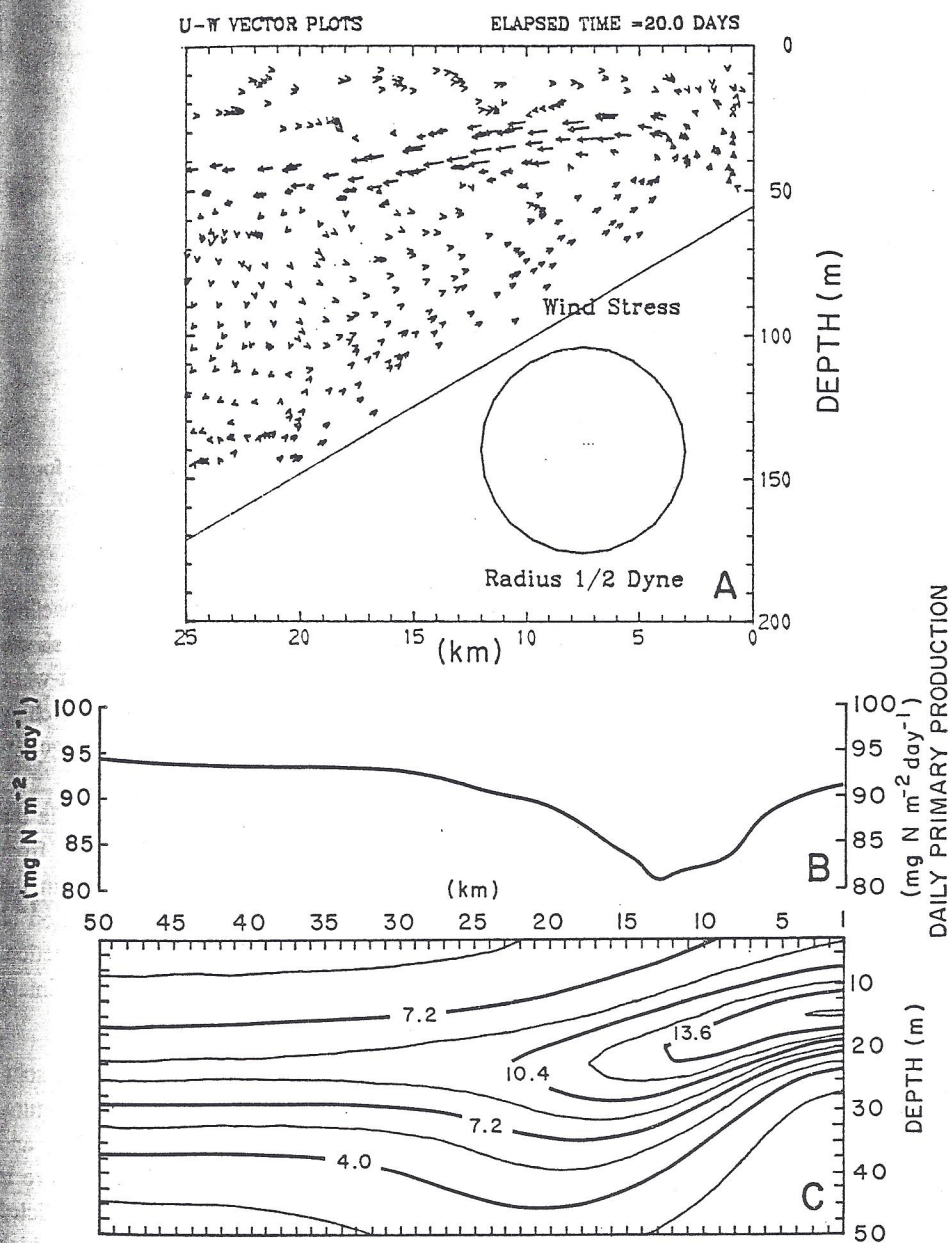 U-W VECTOR PLOTS ELAPSED TIME =20.0 DAYS
0
50
100
150
200
DEPTH (m)
Wind Stress
Radius 1/2 Dyne
A
25 20 15 10 5 0
(km)
100 95 90 85 80
(mg N m⁻² day⁻¹)
100 95 90 85 80
(mg N m⁻² day⁻¹)
DAILY PRIMARY PRODUCTION
B
(km)
50 45 40 35 30 25 20 15 10 5 1
7.2
13.6
10.4
7.2
4.0
10
20
30
40
50
DEPTH (m)
C